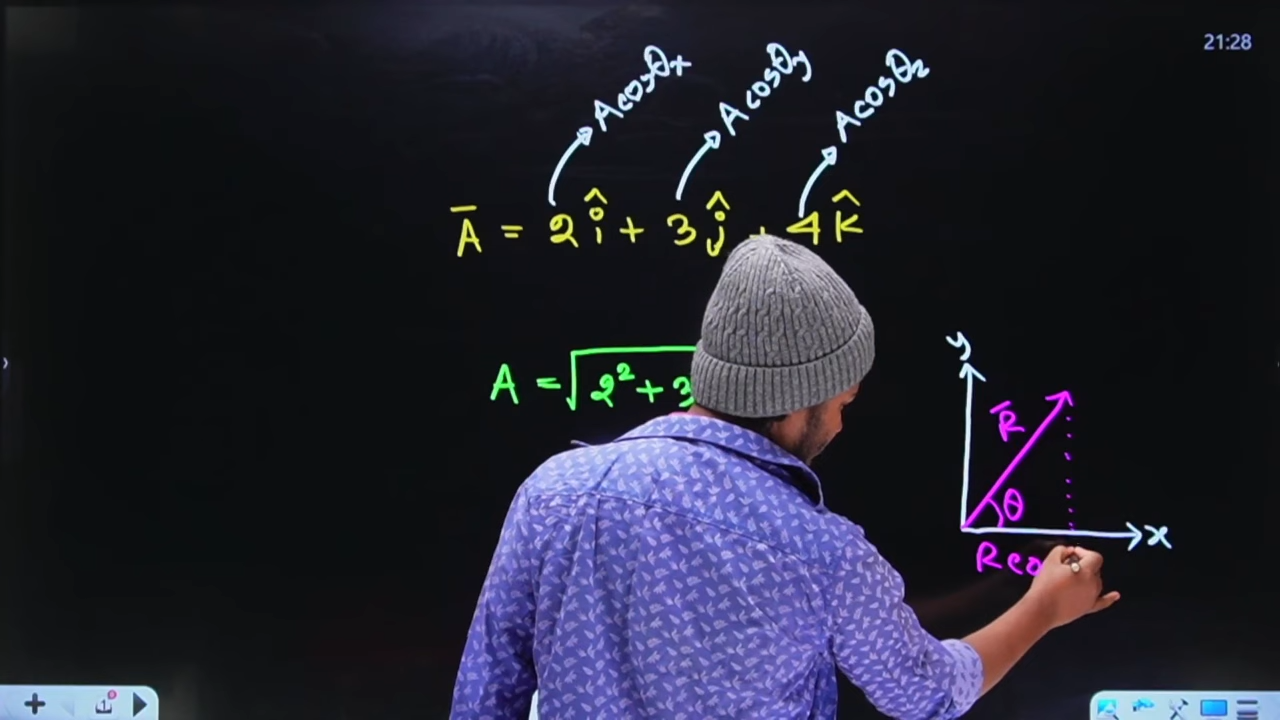 21:28
Acosθx Acosθy Acosθz
A̅ = 2î + 3ĵ + 4k̂
A = √2² + 3
y
R̅
θ
x
Rco